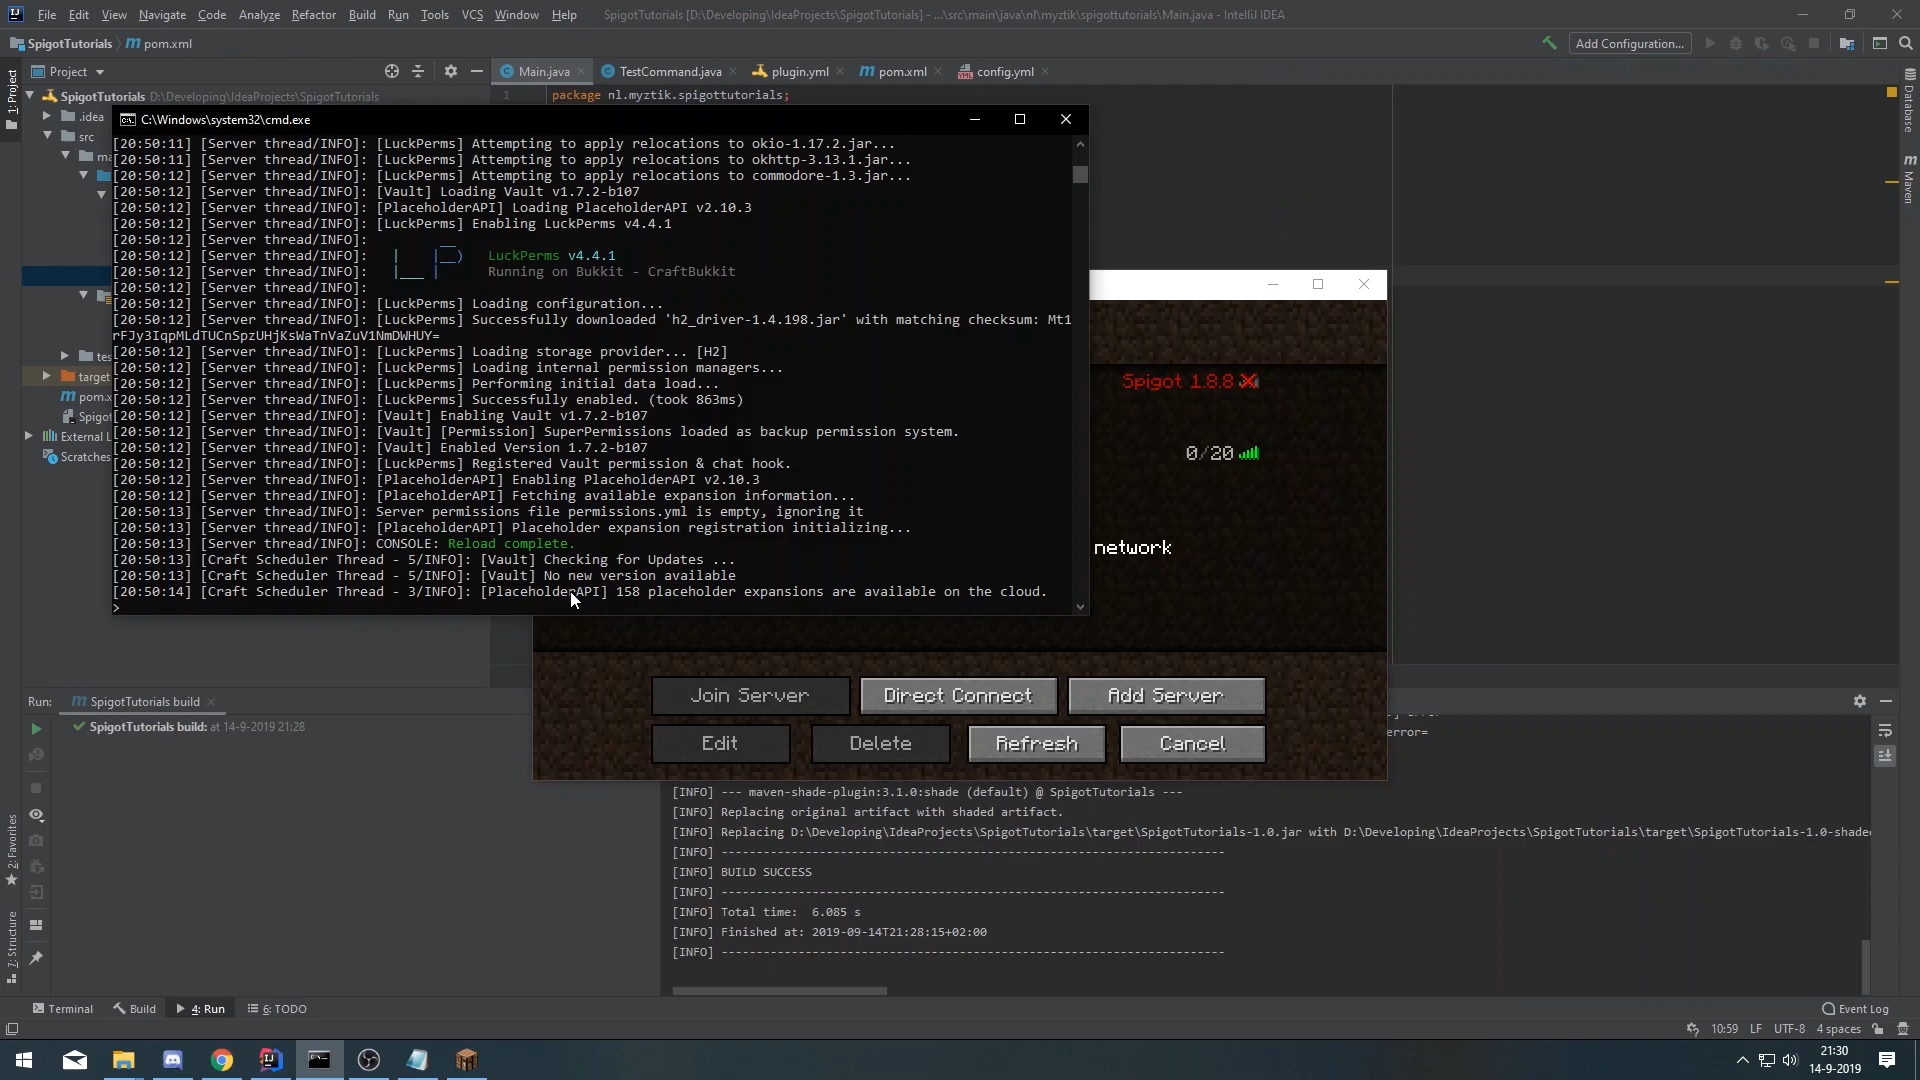 File Edit View Navigate Code Analyze Refactor Build Run Tools VCS Window Help SpigotTutorials [D:\Developing\IdeaProjects\SpigotTutorials] - ...\src\main\java\nl\myztik\spigottutorials\Main.java - IntelliJ IDEA
SpigotTutorials pom.xml Add Configuration...
Project Main.java TestCommand.java plugin.yml pom.xml config.yml
1: Project
SpigotTutorials D:\Developing\IdeaProjects\SpigotTutorials
1 package nl.myztik.spigottutorials;
Database
Maven
.idea
src
ma
tes
target
pom.x
Spigot
External L
Scratches
C:\Windows\system32\cmd.exe
[20:50:11] [Server thread/INFO]: [LuckPerms] Attempting to apply relocations to okio-1.17.2.jar...
[20:50:11] [Server thread/INFO]: [LuckPerms] Attempting to apply relocations to okhttp-3.13.1.jar...
[20:50:12] [Server thread/INFO]: [LuckPerms] Attempting to apply relocations to commodore-1.3.jar...
[20:50:12] [Server thread/INFO]: [Vault] Loading Vault v1.7.2-b107
[20:50:12] [Server thread/INFO]: [PlaceholderAPI] Loading PlaceholderAPI v2.10.3
[20:50:12] [Server thread/INFO]: [LuckPerms] Enabling LuckPerms v4.4.1
[20:50:12] [Server thread/INFO]:         __
[20:50:12] [Server thread/INFO]:   |    |__)   LuckPerms v4.4.1
[20:50:12] [Server thread/INFO]:   |___ |      Running on Bukkit - CraftBukkit
[20:50:12] [Server thread/INFO]:
[20:50:12] [Server thread/INFO]: [LuckPerms] Loading configuration...
[20:50:12] [Server thread/INFO]: [LuckPerms] Successfully downloaded 'h2_driver-1.4.198.jar' with matching checksum: Mt1
rFJy3IqpMLdTUCnSpzUHjKsWaTnVaZuV1NmDWHUY=
[20:50:12] [Server thread/INFO]: [LuckPerms] Loading storage provider... [H2]
[20:50:12] [Server thread/INFO]: [LuckPerms] Loading internal permission managers...
[20:50:12] [Server thread/INFO]: [LuckPerms] Performing initial data load...
[20:50:12] [Server thread/INFO]: [LuckPerms] Successfully enabled. (took 863ms)
[20:50:12] [Server thread/INFO]: [Vault] Enabling Vault v1.7.2-b107
[20:50:12] [Server thread/INFO]: [Vault] [Permission] SuperPermissions loaded as backup permission system.
[20:50:12] [Server thread/INFO]: [Vault] Enabled Version 1.7.2-b107
[20:50:12] [Server thread/INFO]: [LuckPerms] Registered Vault permission & chat hook.
[20:50:12] [Server thread/INFO]: [PlaceholderAPI] Enabling PlaceholderAPI v2.10.3
[20:50:12] [Server thread/INFO]: [PlaceholderAPI] Fetching available expansion information...
[20:50:13] [Server thread/INFO]: Server permissions file permissions.yml is empty, ignoring it
[20:50:13] [Server thread/INFO]: [PlaceholderAPI] Placeholder expansion registration initializing...
[20:50:13] [Server thread/INFO]: CONSOLE: Reload complete.
[20:50:13] [Craft Scheduler Thread - 5/INFO]: [Vault] Checking for Updates ...
[20:50:13] [Craft Scheduler Thread - 5/INFO]: [Vault] No new version available
[20:50:14] [Craft Scheduler Thread - 3/INFO]: [PlaceholderAPI] 158 placeholder expansions are available on the cloud.
>
Spigot 1.8.8
0/20
network
Join Server Direct Connect Add Server
Edit Delete Refresh Cancel
Run: SpigotTutorials build
SpigotTutorials build: at 14-9-2019 21:28
error=
[INFO] --- maven-shade-plugin:3.1.0:shade (default) @ SpigotTutorials ---
[INFO] Replacing original artifact with shaded artifact.
[INFO] Replacing D:\Developing\IdeaProjects\SpigotTutorials\target\SpigotTutorials-1.0.jar with D:\Developing\IdeaProjects\SpigotTutorials\target\SpigotTutorials-1.0-shade
[INFO] ------------------------------------------------------------------------
[INFO] BUILD SUCCESS
[INFO] ------------------------------------------------------------------------
[INFO] Total time:  6.085 s
[INFO] Finished at: 2019-09-14T21:28:15+02:00
[INFO] ------------------------------------------------------------------------
2: Favorites
7: Structure
Terminal Build 4: Run 6: TODO Event Log
10:59 LF UTF-8 4 spaces
21:30
14-9-2019